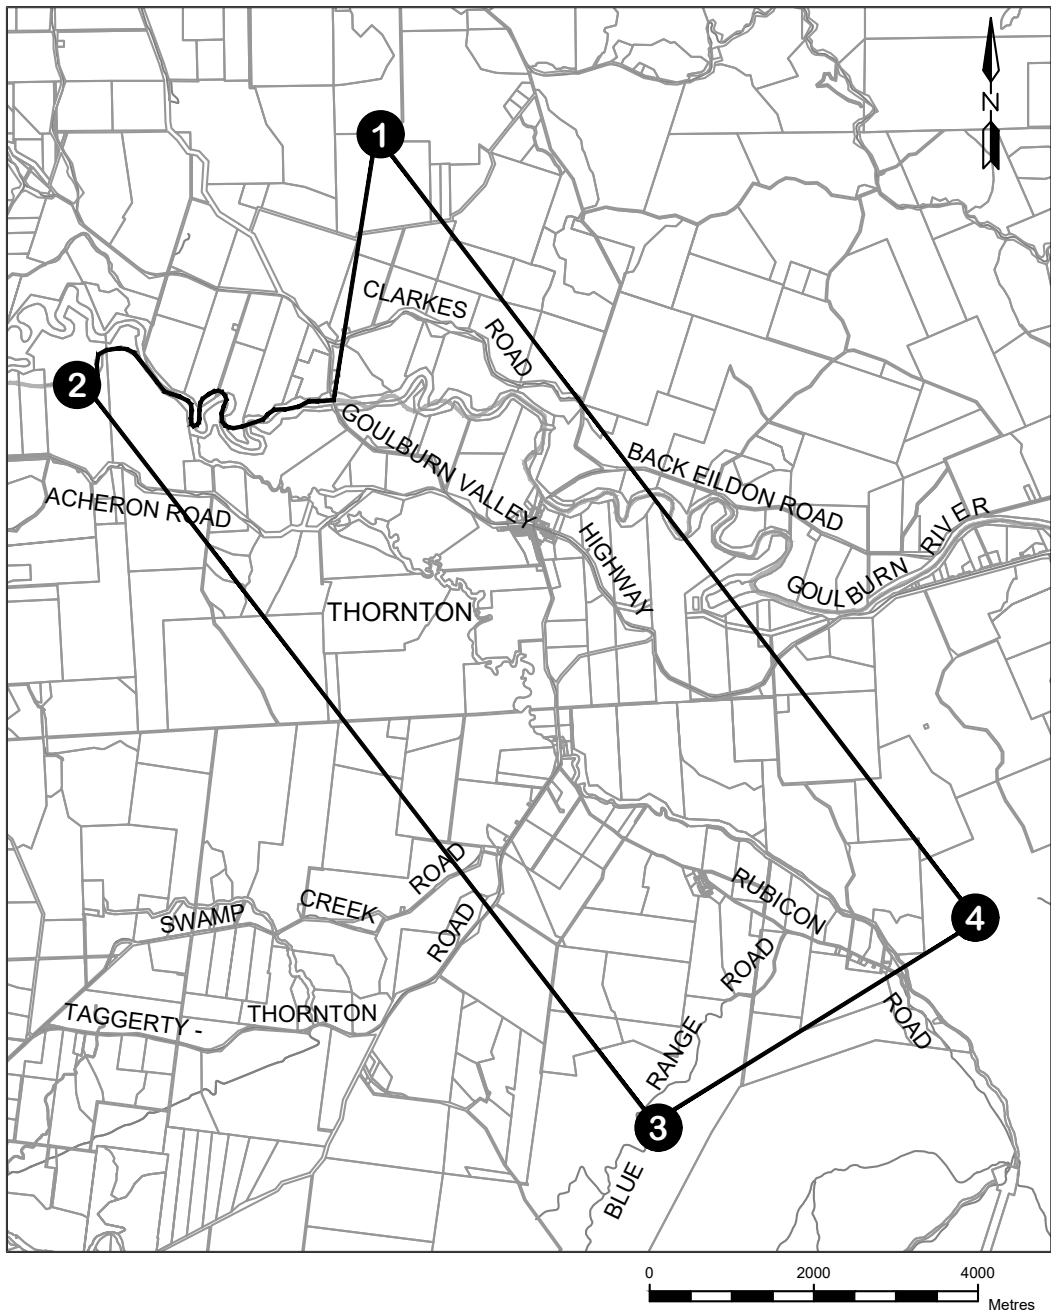 1
N
CLARKES
ROAD
2
GOULBURN VALLEY
HIGHWAY
BACK EILDON ROAD
GOULBURN RIVER
ACHERON ROAD
THORNTON
CREEK ROAD
SWAMP
ROAD
RUBICON
ROAD
4
TAGGERTY -
THORNTON
ROAD
RANGE
3
BLUE
0 2000 4000
Metres